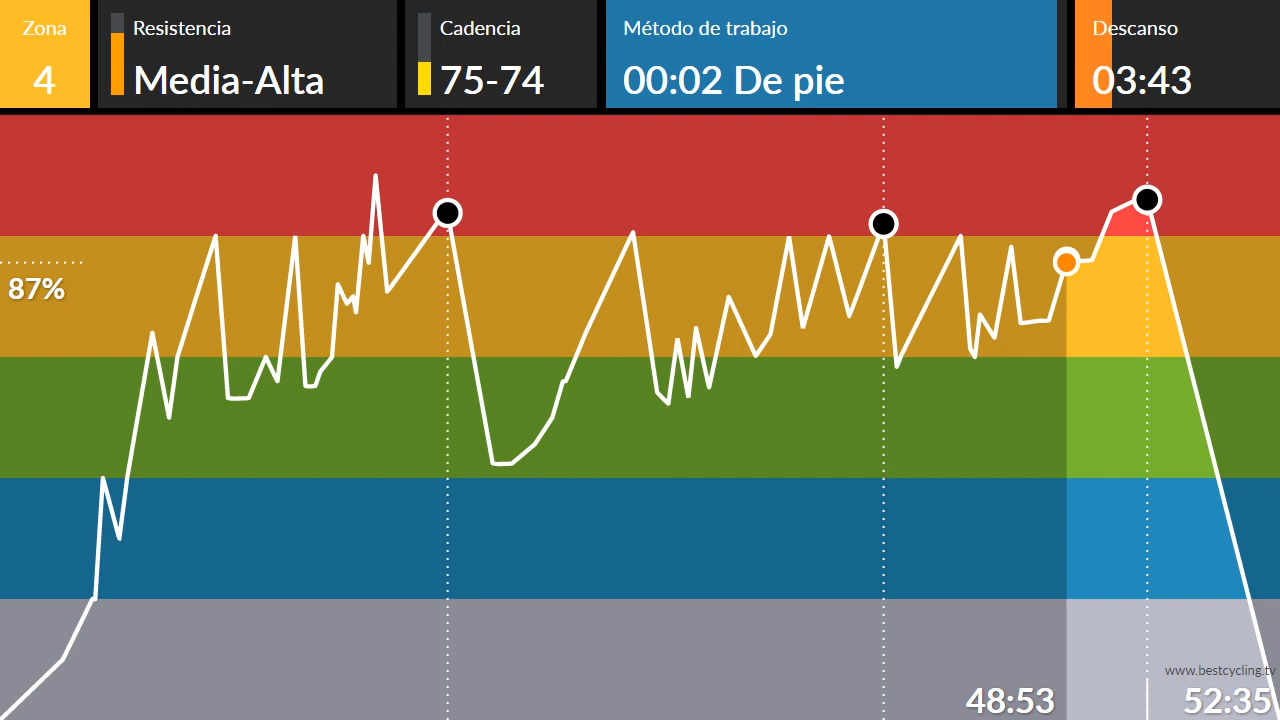 Zona
4
Resistencia
Media-Alta
Cadencia
75-74
Método de trabajo
00:02 De pie
Descanso
03:43
87%
www.bestcycling.tv
48:53
52:35